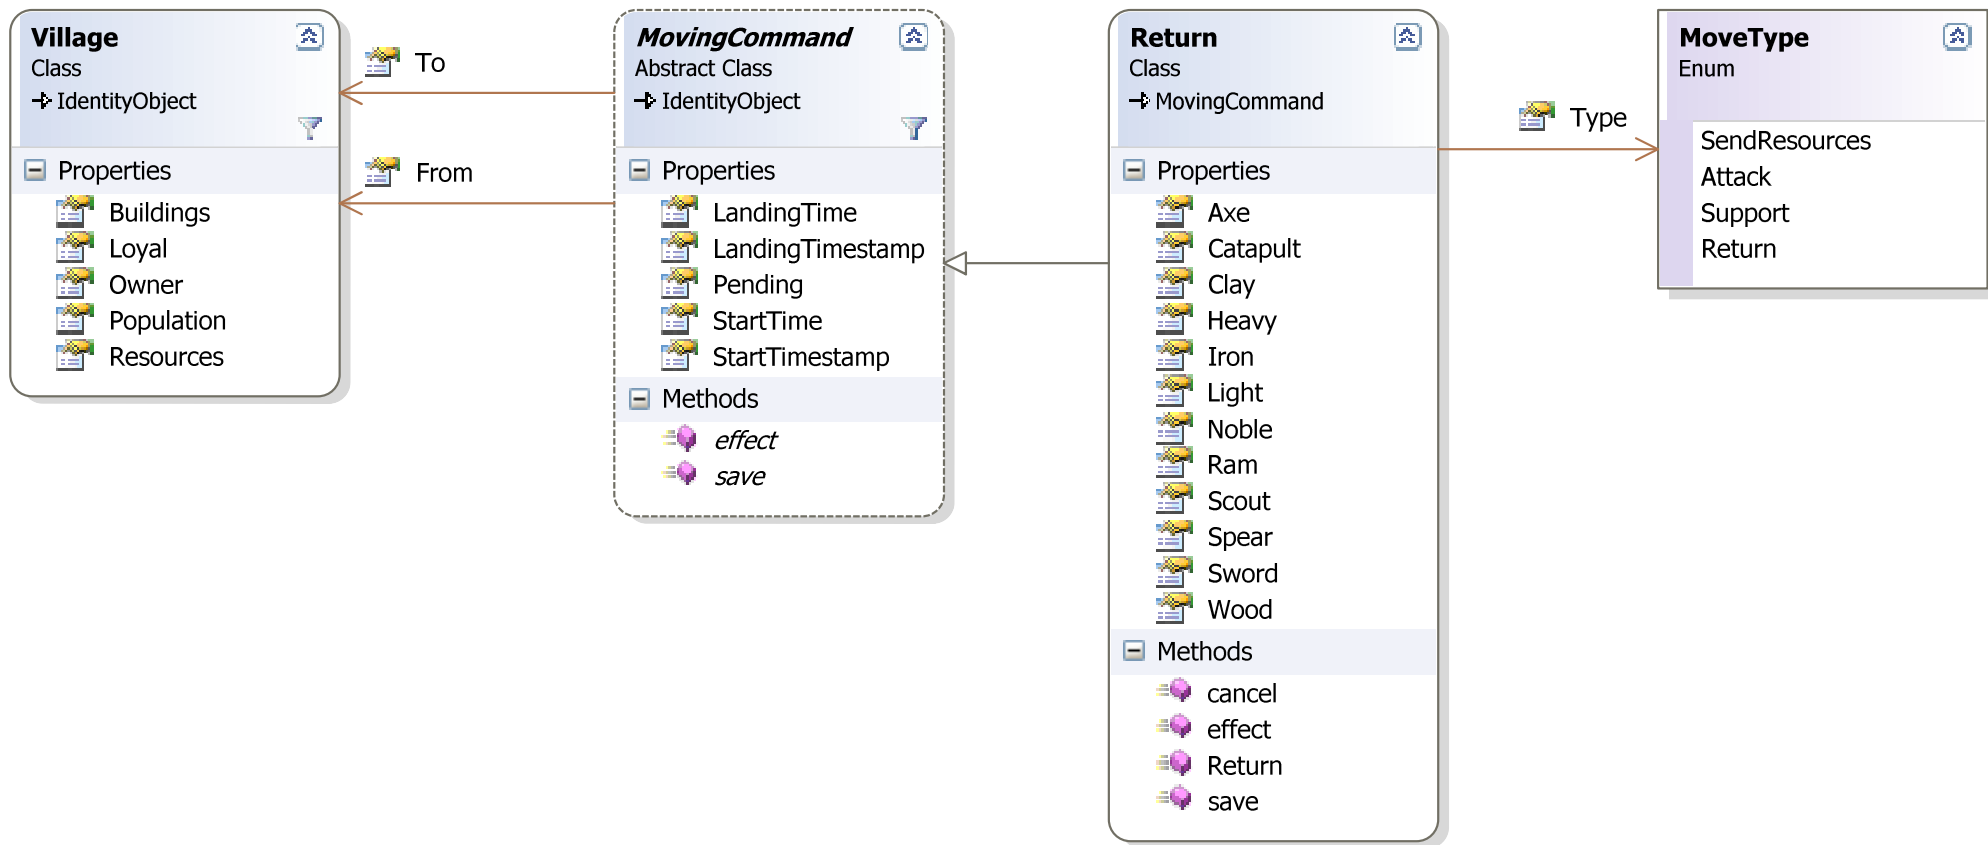 Village
Class
IdentityObject
Properties
Buildings
Loyal
Owner
Population
Resources
To
From
MovingCommand
Abstract Class
IdentityObject
Properties
LandingTime
LandingTimestamp
Pending
StartTime
StartTimestamp
Methods
effect
save
Return
Class
MovingCommand
Properties
Axe
Catapult
Clay
Heavy
Iron
Light
Noble
Ram
Scout
Spear
Sword
Wood
Methods
cancel
effect
Return
save
Type
MoveType
Enum
SendResources
Attack
Support
Return